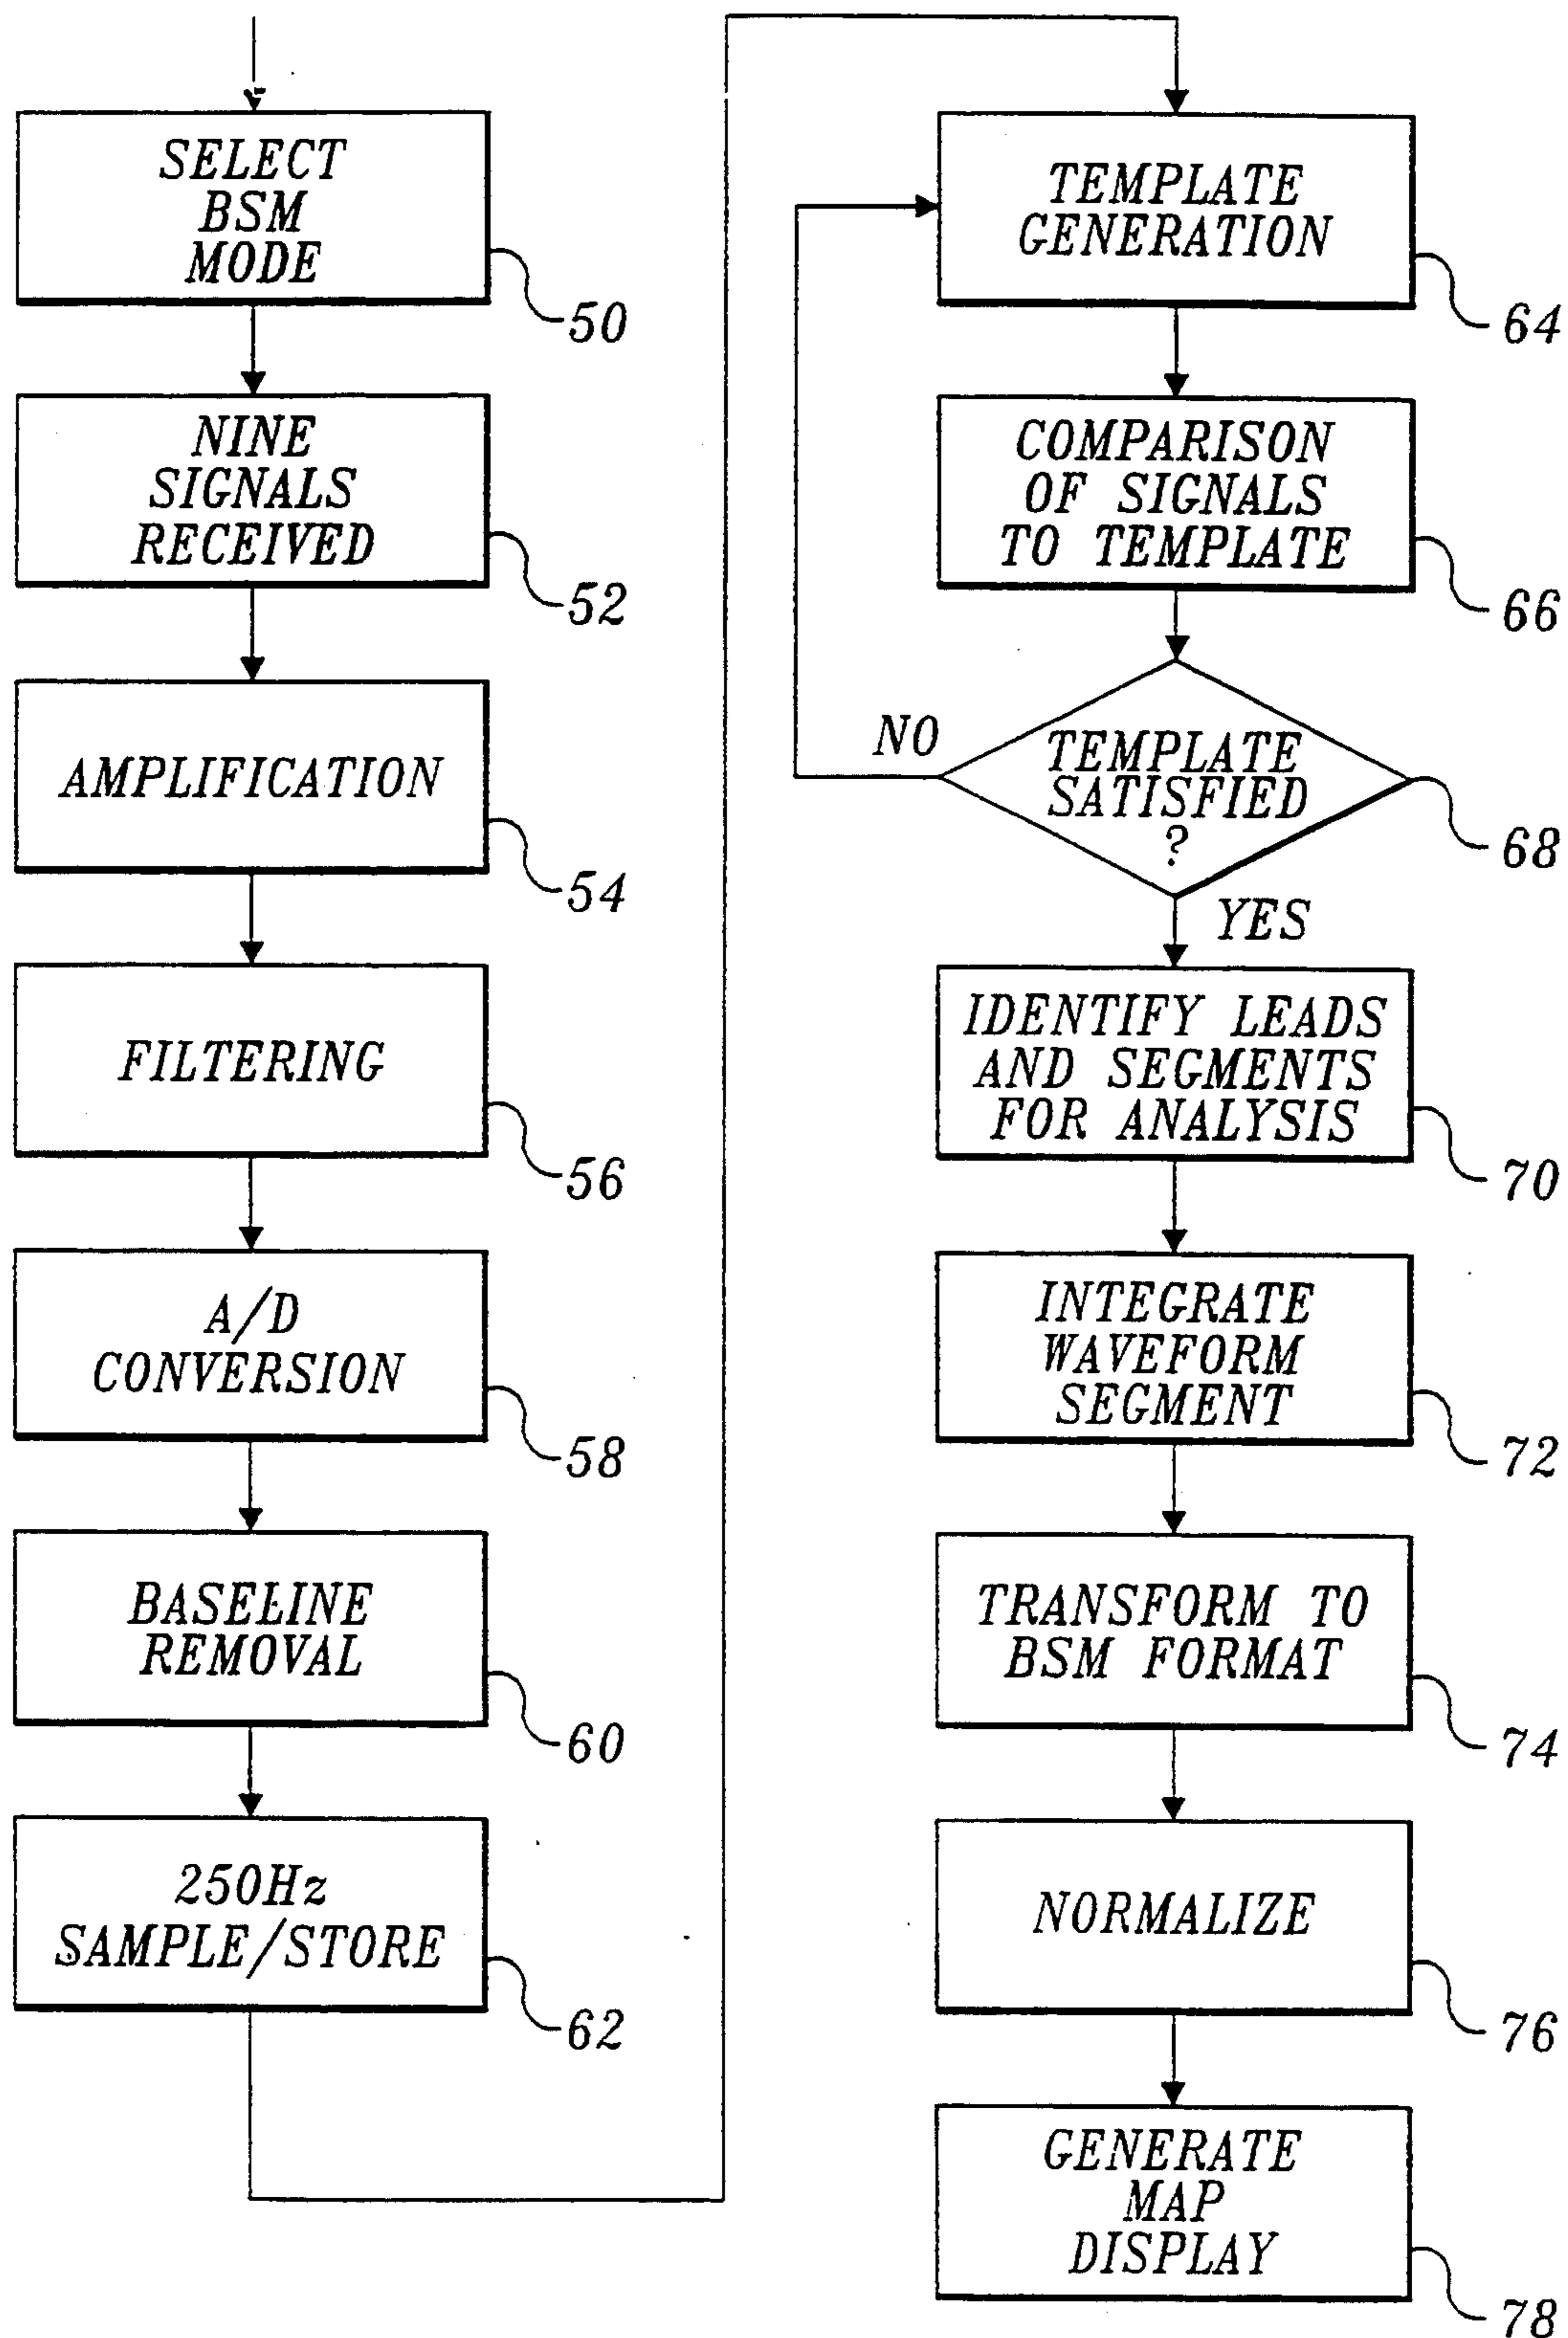 SELECT
BSM
MODE
50
NINE
SIGNALS
RECEIVED
52
AMPLIFICATION
54
FILTERING
56
A/D
CONVERSION
58
BASELINE
REMOVAL
60
250Hz
SAMPLE/STORE
62
TEMPLATE
GENERATION
64
COMPARISON
OF SIGNALS
TO TEMPLATE
66
NO
TEMPLATE
SATISFIED
?
68
YES
IDENTIFY LEADS
AND SEGMENTS
FOR ANALYSIS
70
INTEGRATE
WAVEFORM
SEGMENT
72
TRANSFORM TO
BSM FORMAT
74
NORMALIZE
76
GENERATE
MAP
DISPLAY
78